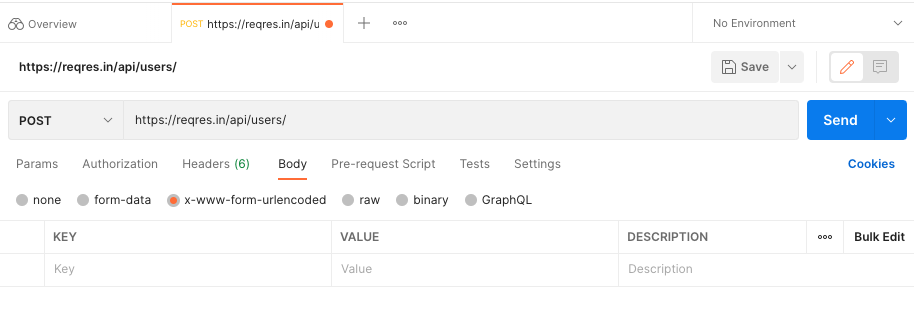 Overview
POST https://reqres.in/api/u
No Environment
https://reqres.in/api/users/
Save
POST https://reqres.in/api/users/ Send
Params Authorization Headers (6) Body Pre-request Script Tests Settings Cookies
none form-data x-www-form-urlencoded raw binary GraphQL
KEY VALUE DESCRIPTION Bulk Edit
Key Value Description